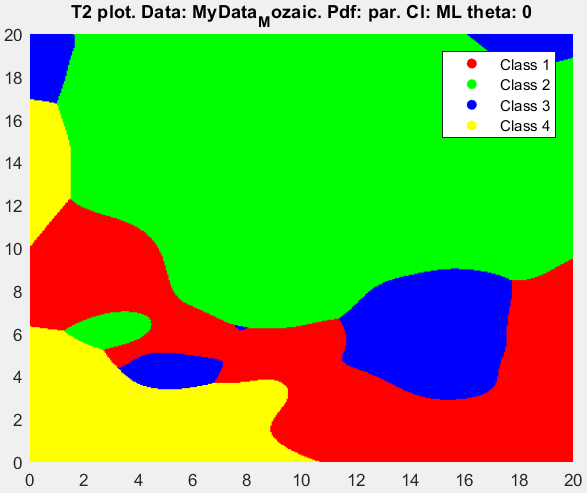 T2 plot. Data: MyData_Mozaic. Pdf: par. Cl: ML theta: 0
20
18
16
14
12
10
8
6
4
2
0
Class 1
Class 2
Class 3
Class 4
0 2 4 6 8 10 12 14 16 18 20